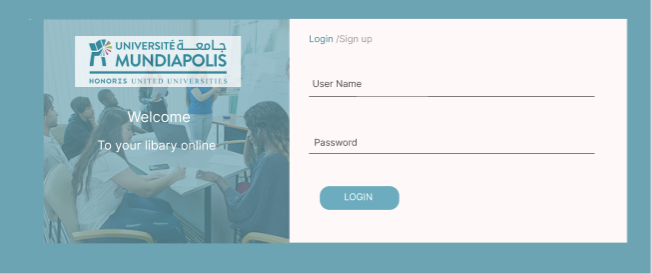 UNIVERSITÉ جامعة
MUNDIAPOLIS
HONORIS UNITED UNIVERSITIES
Welcome
To your libary online
Login /Sign up
User Name
Password
LOGIN